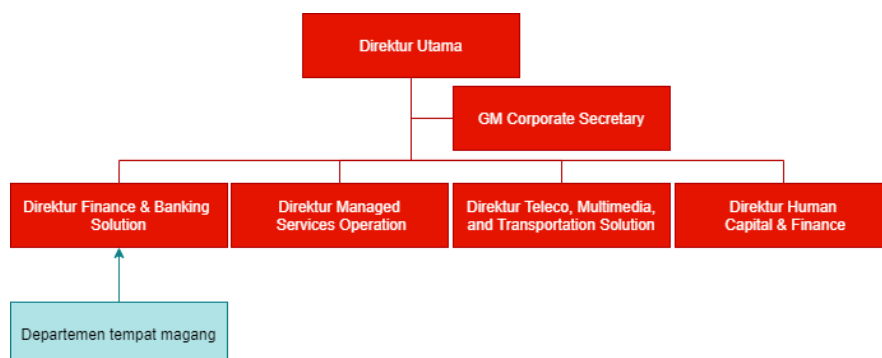 Direktur Utama
GM Corporate Secretary
Direktur Finance & Banking
Solution
Direktur Managed
Services Operation
Direktur Teleco, Multimedia,
and Transportation Solution
Direktur Human
Capital & Finance
Departemen tempat magang